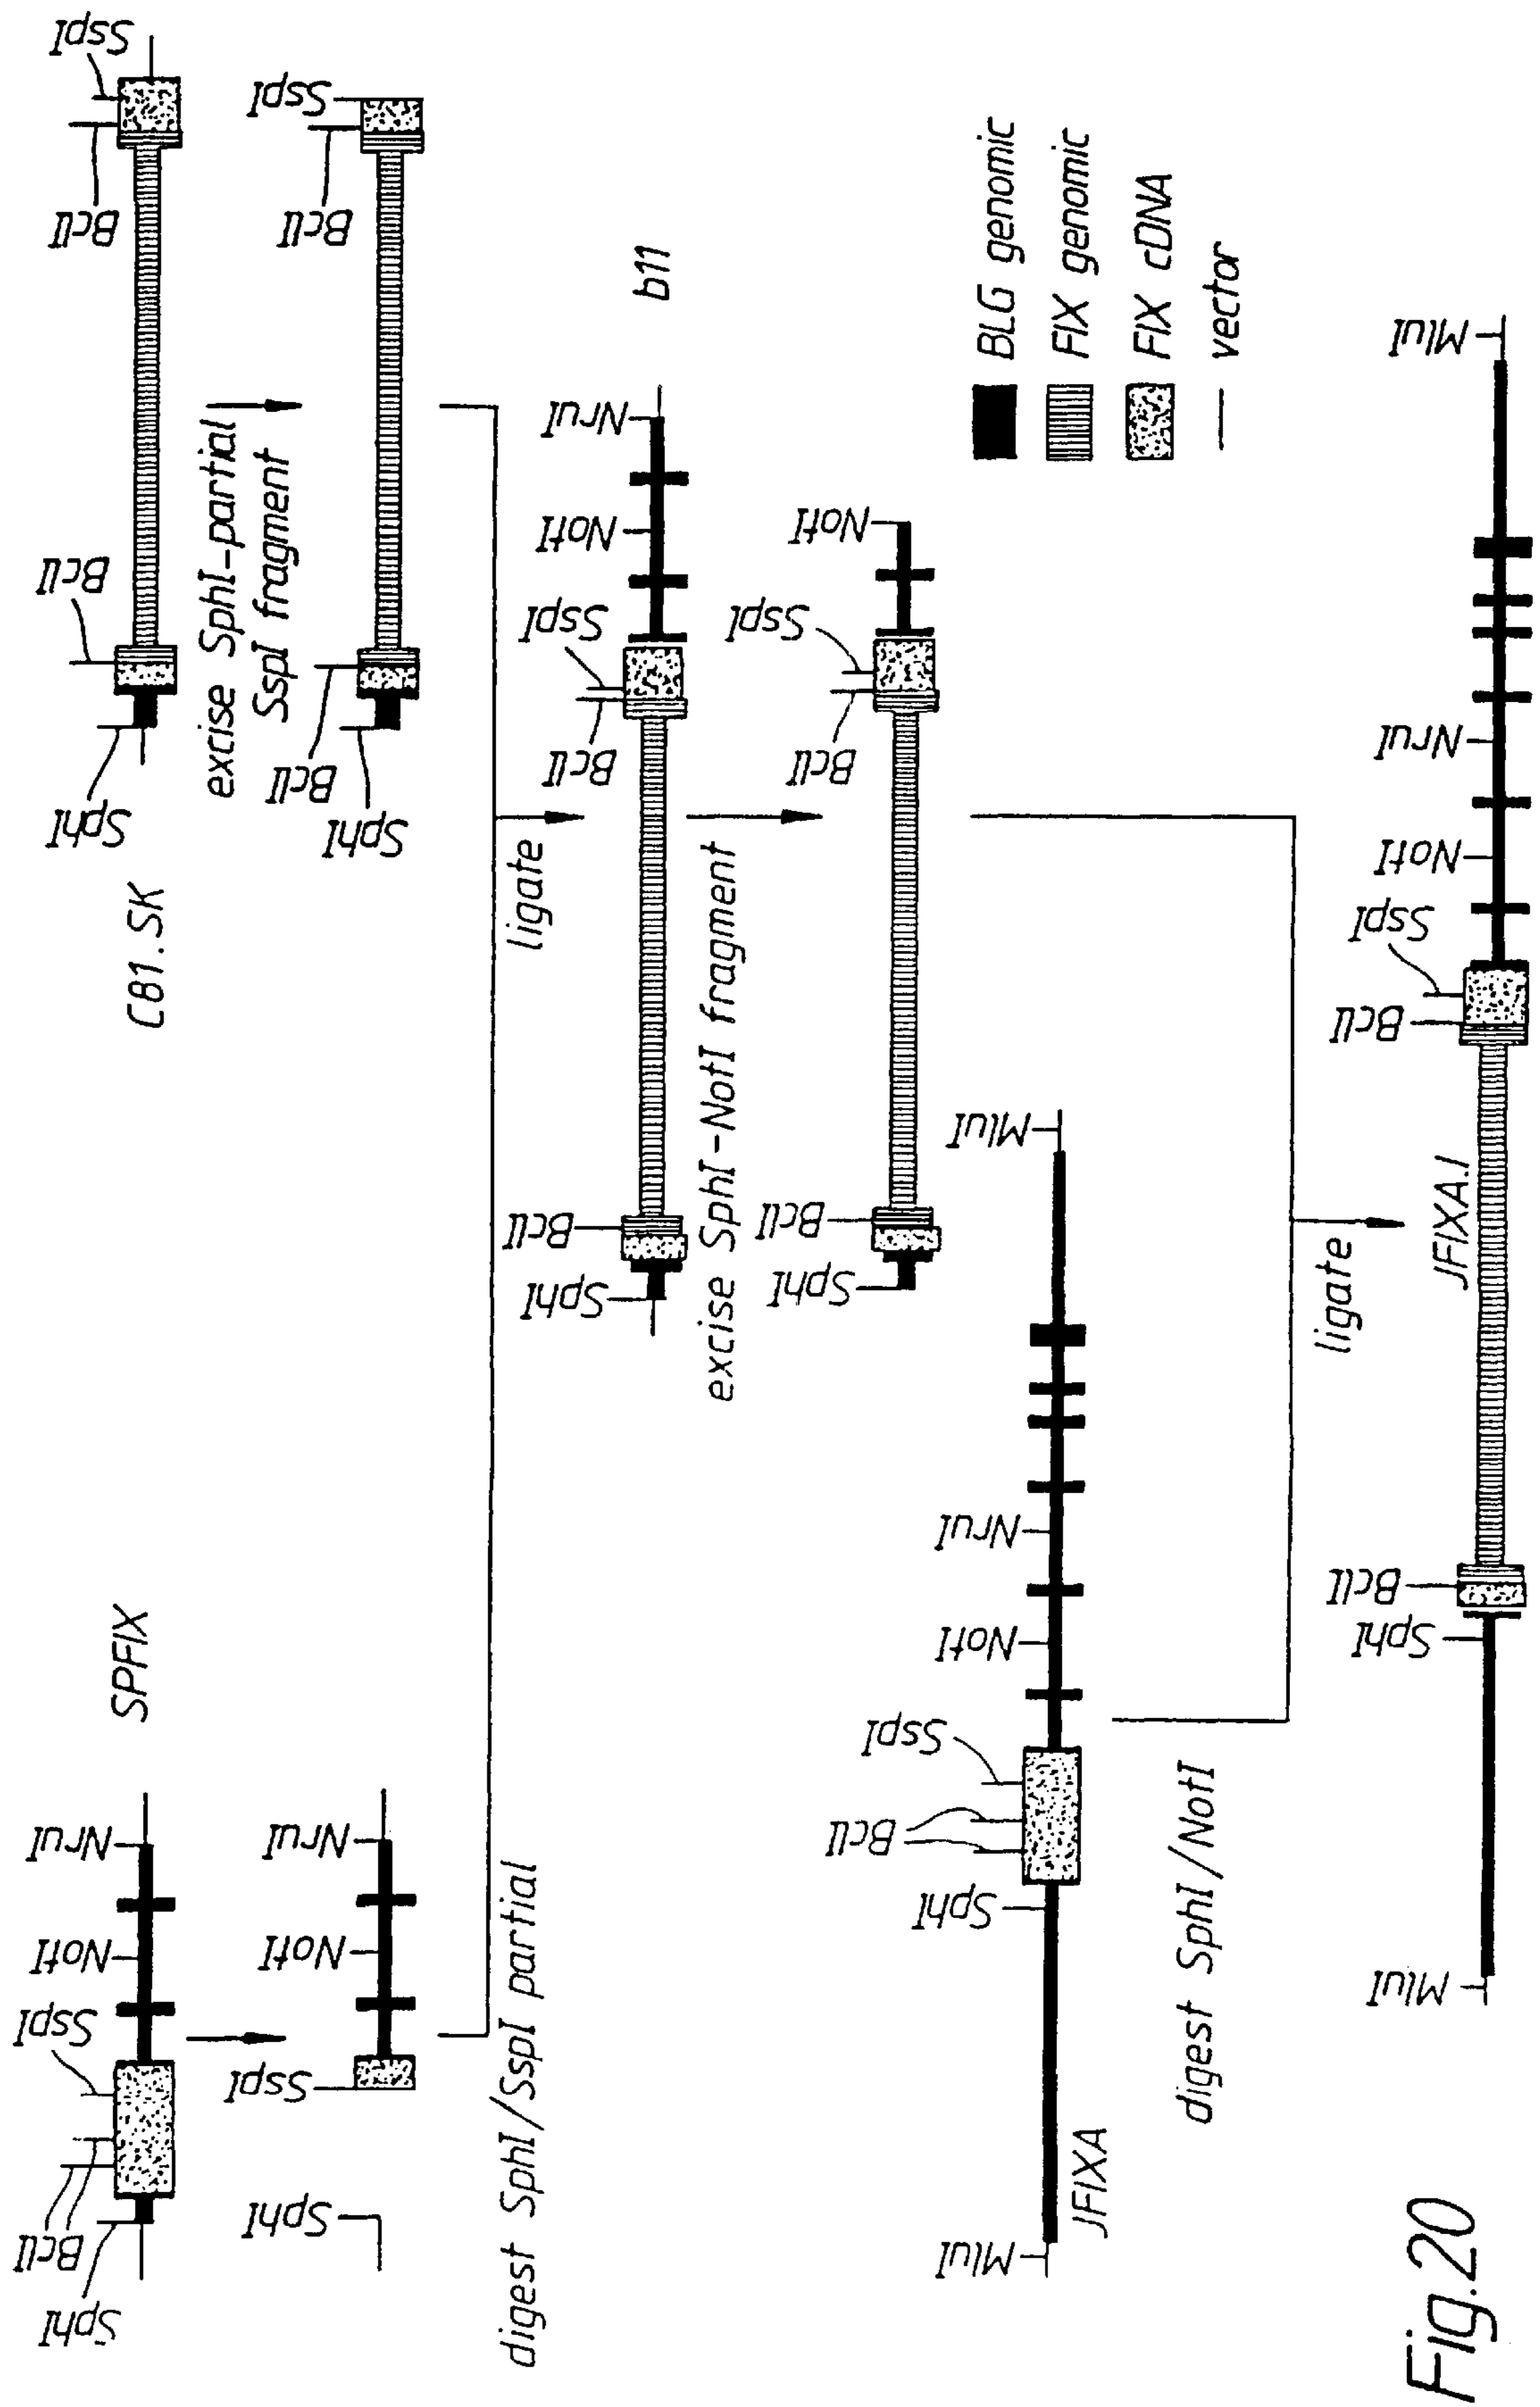 SphI
BclI
SspI
NotI
NruI
SPFIX
C81.SK
SphI
BclI
BclI
SspI
excise SphI-partial
SspI fragment
SphI
SspI
NotI
NruI
SphI
BclI
BclI
SspI
digest SphI/SspI partial
ligate
SphI
BclI
BclI
SspI
NotI
NruI
b11
excise SphI-NotI fragment
SphI
BclI
BclI
SspI
NotI
MluI
SphI
BclI
SspI
NotI
NruI
MluI
JFIXA
BLG genomic
FIX genomic
FIX cDNA
vector
digest SphI/NotI
ligate
JFIXA.I
MluI
SphI
BclI
BclI
SspI
NotI
NruI
MluI
Fig.20